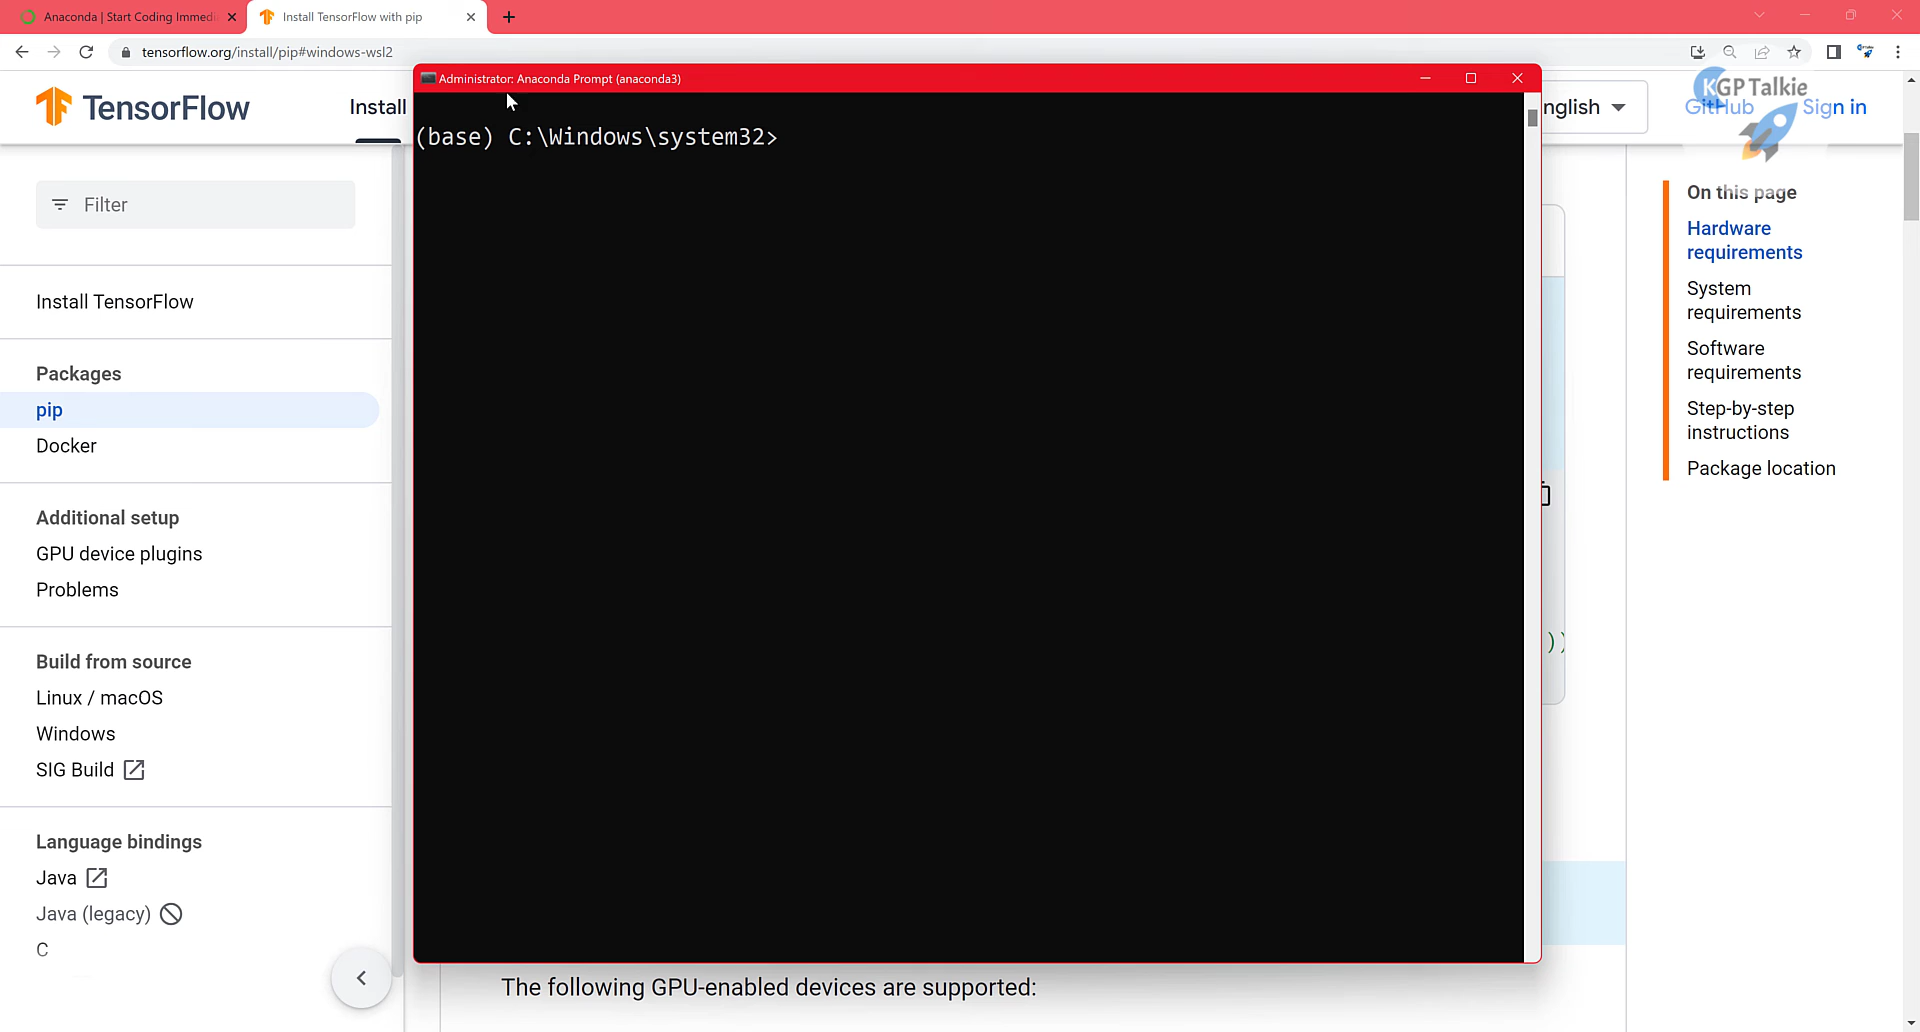 Anaconda | Start Coding Immedi
Install TensorFlow with pip
tensorflow.org/install/pip#windows-wsl2
Administrator: Anaconda Prompt (anaconda3)
(base) C:\Windows\system32>
TensorFlow
Install
nglish
GitHub
Sign in
KGP Talkie
Filter
Install TensorFlow
Packages
pip
Docker
Additional setup
GPU device plugins
Problems
Build from source
Linux / macOS
Windows
SIG Build
Language bindings
Java
Java (legacy)
C
On this page
Hardware
requirements
System
requirements
Software
requirements
Step-by-step
instructions
Package location
))
The following GPU-enabled devices are supported: